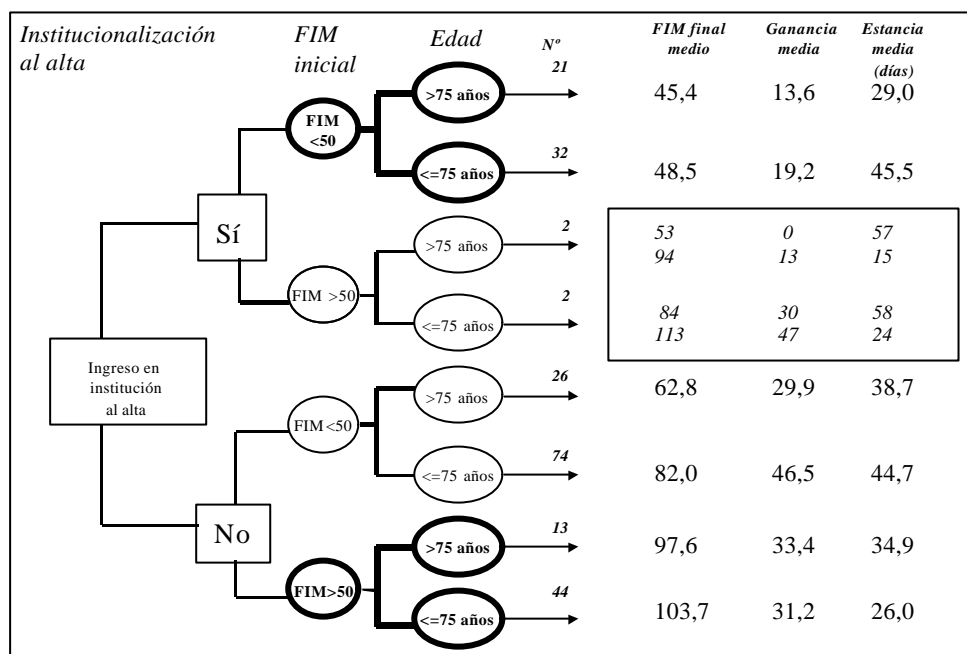 Institucionalización
al alta
FIM
inicial
Edad
Nº
FIM final
medio
Ganancia
media
Estancia
media
(días)
FIM
<50
>75 años
21
45,4 13,6 29,0
<=75 años
32
48,5 19,2 45,5
Sí
FIM >50
>75 años
2
53 0 57
94 13 15
<=75 años
2
84 30 58
113 47 24
Ingreso en
institución
al alta
FIM<50
>75 años
26
62,8 29,9 38,7
<=75 años
74
82,0 46,5 44,7
No
FIM>50
>75 años
13
97,6 33,4 34,9
<=75 años
44
103,7 31,2 26,0